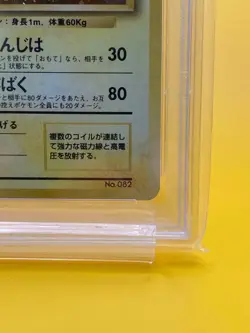 ン:身長1m、体重60Kg
んじは 30
ンを投げて「おもて」なら、相手を
」状態にする。
ばく 80
と相手に80ダメージをあたえ、お互
控えポケモン全員にも20ダメージ。
げる
複数のコイルが連結し
て強力な磁力線と高電
圧を放射する。
No.082